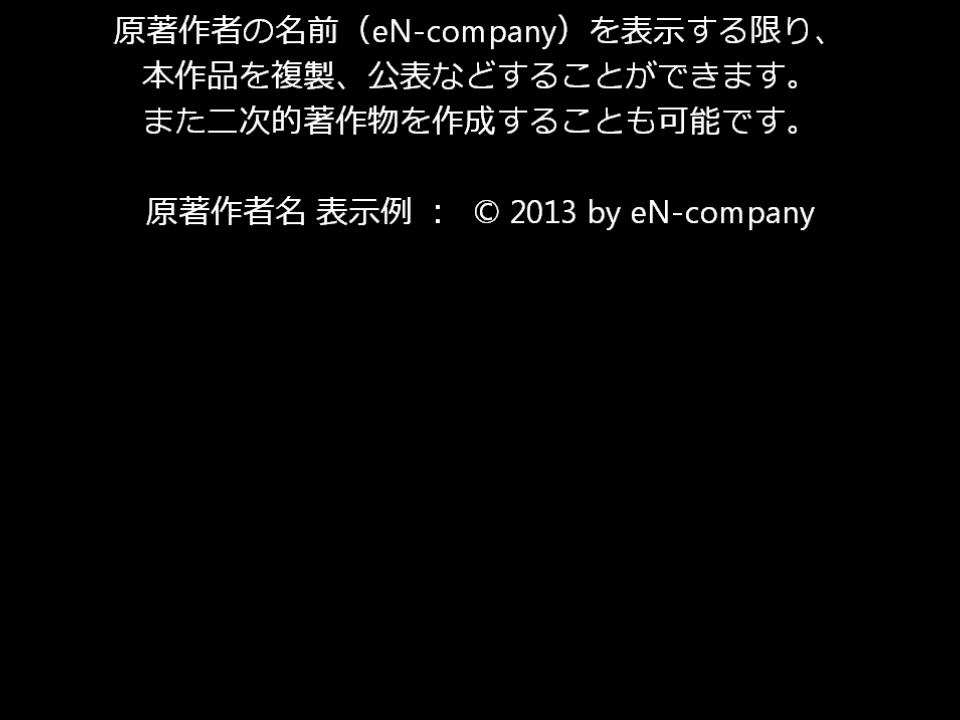 原著作者の名前（eN-company）を表示する限り、
本作品を複製、公表などすることができます。
また二次的著作物を作成することも可能です。
原著作者名 表示例 ： © 2013 by eN-company